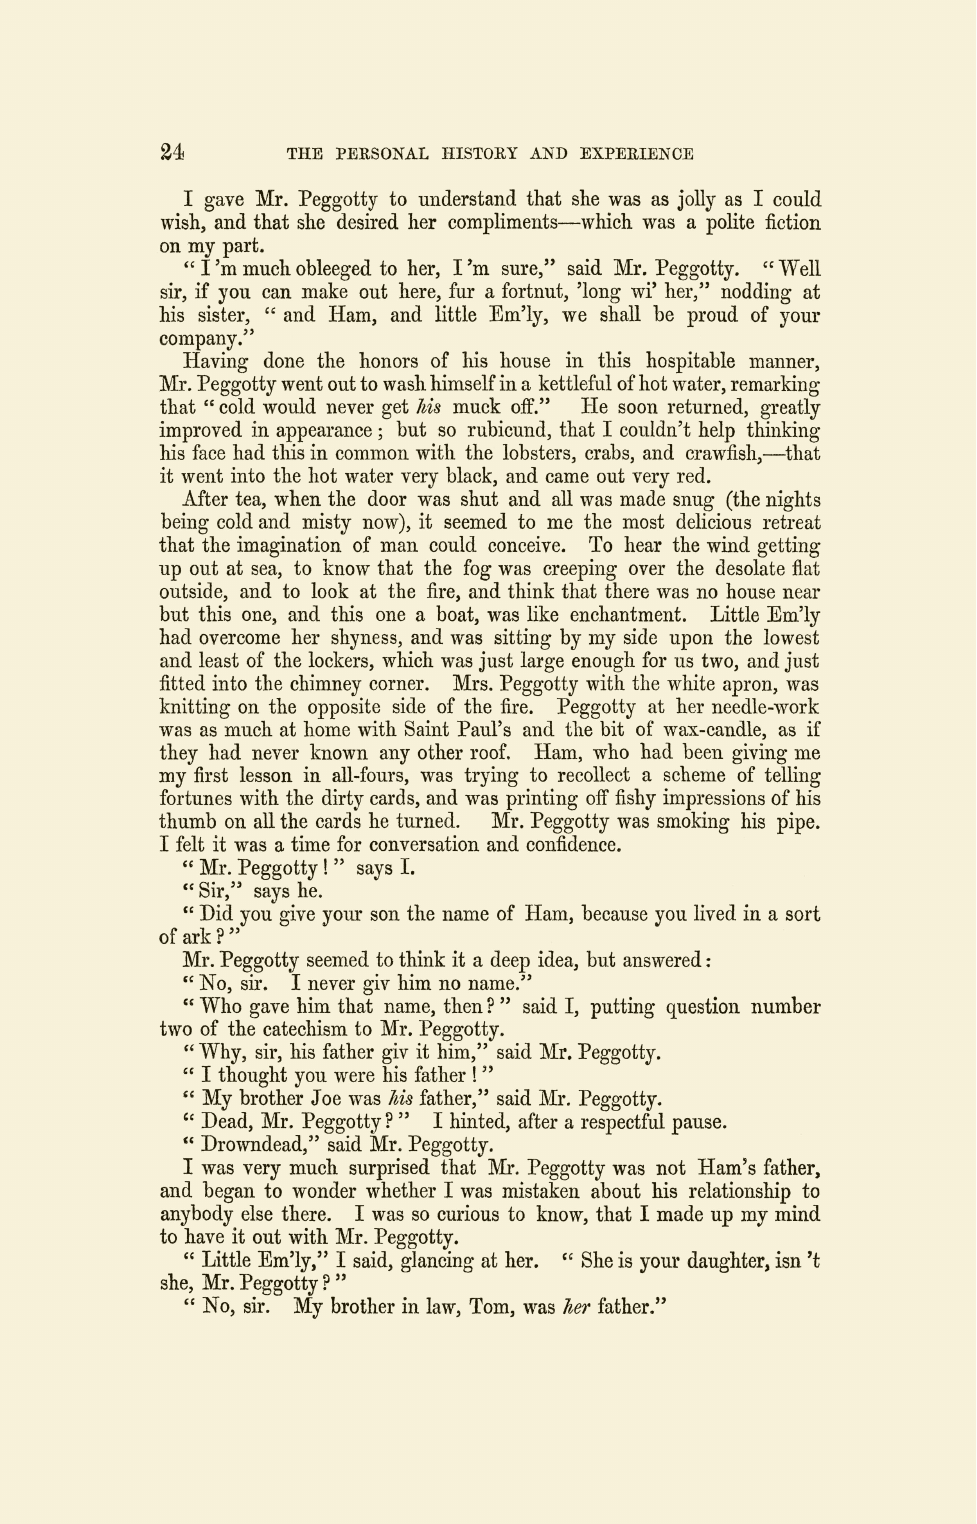 24 THE PERSONAL HISTORY AND EXPERIENCE
I gave Mr. Peggotty to understand that she was as jolly as I could
wish, and that she desired her compliments—which was a polite fiction
on my part.
“ I ’m much obleeged to her, I ’m sure,” said Mr. Peggotty. “ Well
sir, if you can make out here, fur a fortnut, ’long wi’ her,” nodding at
his sister, “ and Ham, and little Em’ly, we shall be proud of your
company.”
Having done the honors of his house in this hospitable manner,
Mr. Peggotty went out to wash himself in a kettleful of hot water, remarking
that “ cold would never get his muck off.” He soon returned, greatly
improved in appearance ; but so rubicund, that I couldn’t help thinking
his face had this in common with the lobsters, crabs, and crawfish,—that
it went into the hot water very black, and came out very red.
After tea, when the door was shut and all was made snug (the nights
being cold and misty now), it seemed to me the most delicious retreat
that the imagination of man could conceive. To hear the wind getting
up out at sea, to know that the fog was creeping over the desolate flat
outside, and to look at the fire, and think that there was no house near
but this one, and this one a boat, was like enchantment. Little Em’ly
had overcome her shyness, and was sitting by my side upon the lowest
and least of the lockers, which was just large enough for us two, and just
fitted into the chimney corner. Mrs. Peggotty with the white apron, was
knitting on the opposite side of the fire. Peggotty at her needle-work
was as much at home with Saint Paul’s and the bit of wax-candle, as if
they had never known any other roof. Ham, who had been giving me
my first lesson in all-fours, was trying to recollect a scheme of telling
fortunes with the dirty cards, and was printing off fishy impressions of his
thumb on all the cards he turned. Mr. Peggotty was smoking his pipe.
I felt it was a time for conversation and confidence.
“ Mr. Peggotty ! ” says I.
“ Sir,” says he.
“ Did you give your son the name of Ham, because you lived in a sort
of ark ? ”
Mr. Peggotty seemed to think it a deep idea, but answered :
“ No, sir. I never giv him no name.”
“ Who gave him that name, then ? ” said I, putting question number
two of the catechism to Mr. Peggotty.
“ Why, sir, his father giv it him,” said Mr. Peggotty.
“ I thought you were his father ! ”
“ My brother Joe was his father,” said Mr. Peggotty.
“ Dead, Mr. Peggotty ? ” I hinted, after a respectful pause.
“ Drowndead,” said Mr. Peggotty.
I was very much surprised that Mr. Peggotty was not Ham’s father,
and began to wonder whether I was mistaken about his relationship to
anybody else there. I was so curious to know, that I made up my mind
to have it out with Mr. Peggotty.
“ Little Em’ly,” I said, glancing at her. “ She is your daughter, isn ’t
she, Mr. Peggotty ? ”
“ No, sir. My brother in law, Tom, was her father.”